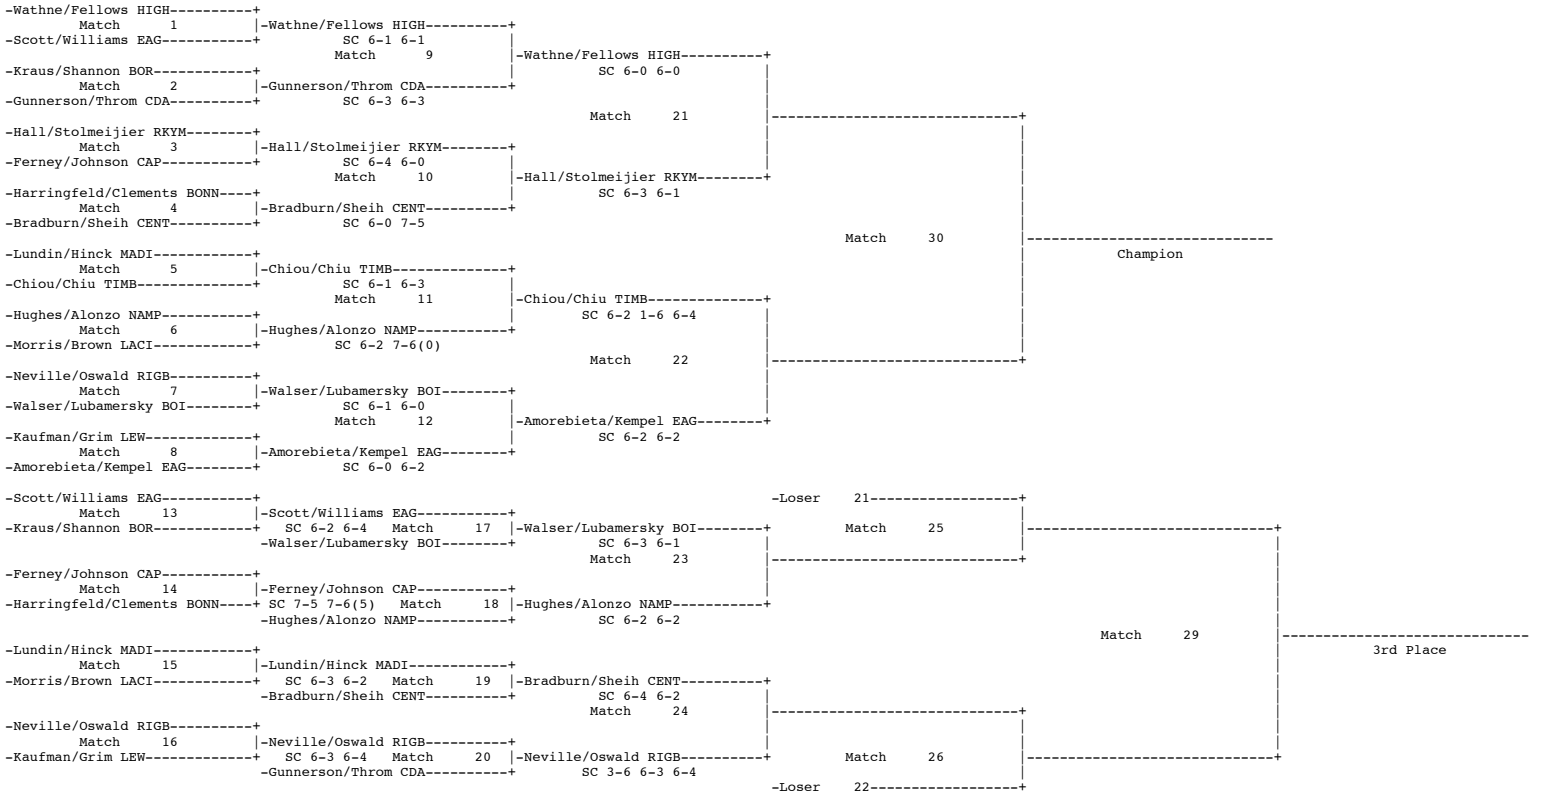 -Wathne/Fellows HIGH----------+
Match 1 |-Wathne/Fellows HIGH----------+
-Scott/Williams EAG-----------+ SC 6-1 6-1 |
Match 9 |-Wathne/Fellows HIGH----------+
-Kraus/Shannon BOR------------+ | SC 6-0 6-0 |
Match 2 |-Gunnerson/Throm CDA----------+ |
-Gunnerson/Throm CDA----------+ SC 6-3 6-3 |
Match 21 |------------------------------+
-Hall/Stolmeijier RKYM--------+ | |
Match 3 |-Hall/Stolmeijier RKYM--------+ | |
-Ferney/Johnson CAP-----------+ SC 6-4 6-0 | | |
Match 10 |-Hall/Stolmeijier RKYM--------+ |
-Harringfeld/Clements BONN----+ | SC 6-3 6-1 |
Match 4 |-Bradburn/Sheih CENT----------+ |
-Bradburn/Sheih CENT----------+ SC 6-0 7-5 |
Match 30 |------------------------------
-Lundin/Hinck MADI------------+ | Champion
Match 5 |-Chiou/Chiu TIMB--------------+ |
-Chiou/Chiu TIMB--------------+ SC 6-1 6-3 | |
Match 11 |-Chiou/Chiu TIMB--------------+ |
-Hughes/Alonzo NAMP-----------+ | SC 6-2 1-6 6-4 | |
Match 6 |-Hughes/Alonzo NAMP-----------+ | |
-Morris/Brown LACI------------+ SC 6-2 7-6(0) | |
Match 22 |------------------------------+
-Neville/Oswald RIGB----------+ |
Match 7 |-Walser/Lubamersky BOI--------+ |
-Walser/Lubamersky BOI--------+ SC 6-1 6-0 | |
Match 12 |-Amorebieta/Kempel EAG--------+
-Kaufman/Grim LEW-------------+ | SC 6-2 6-2
Match 8 |-Amorebieta/Kempel EAG--------+
-Amorebieta/Kempel EAG--------+ SC 6-0 6-2
-Scott/Williams EAG-----------+ -Loser 21------------------+
Match 13 |-Scott/Williams EAG-----------+ |
-Kraus/Shannon BOR------------+ SC 6-2 6-4 Match 17 |-Walser/Lubamersky BOI--------+ Match 25 |------------------------------+
-Walser/Lubamersky BOI--------+ SC 6-3 6-1 | | |
Match 23 |------------------------------+ |
-Ferney/Johnson CAP-----------+ | |
Match 14 |-Ferney/Johnson CAP-----------+ | |
-Harringfeld/Clements BONN----+ SC 7-5 7-6(5) Match 18 |-Hughes/Alonzo NAMP-----------+ |
-Hughes/Alonzo NAMP-----------+ SC 6-2 6-2 |
Match 29 |------------------------------
-Lundin/Hinck MADI------------+ | 3rd Place
Match 15 |-Lundin/Hinck MADI------------+ |
-Morris/Brown LACI------------+ SC 6-3 6-2 Match 19 |-Bradburn/Sheih CENT----------+ |
-Bradburn/Sheih CENT----------+ SC 6-4 6-2 | |
Match 24 |------------------------------+ |
-Neville/Oswald RIGB----------+ | | |
Match 16 |-Neville/Oswald RIGB----------+ | | |
-Kaufman/Grim LEW-------------+ SC 6-3 6-4 Match 20 |-Neville/Oswald RIGB----------+ Match 26 |------------------------------+
-Gunnerson/Throm CDA----------+ SC 3-6 6-3 6-4 |
-Loser 22------------------+